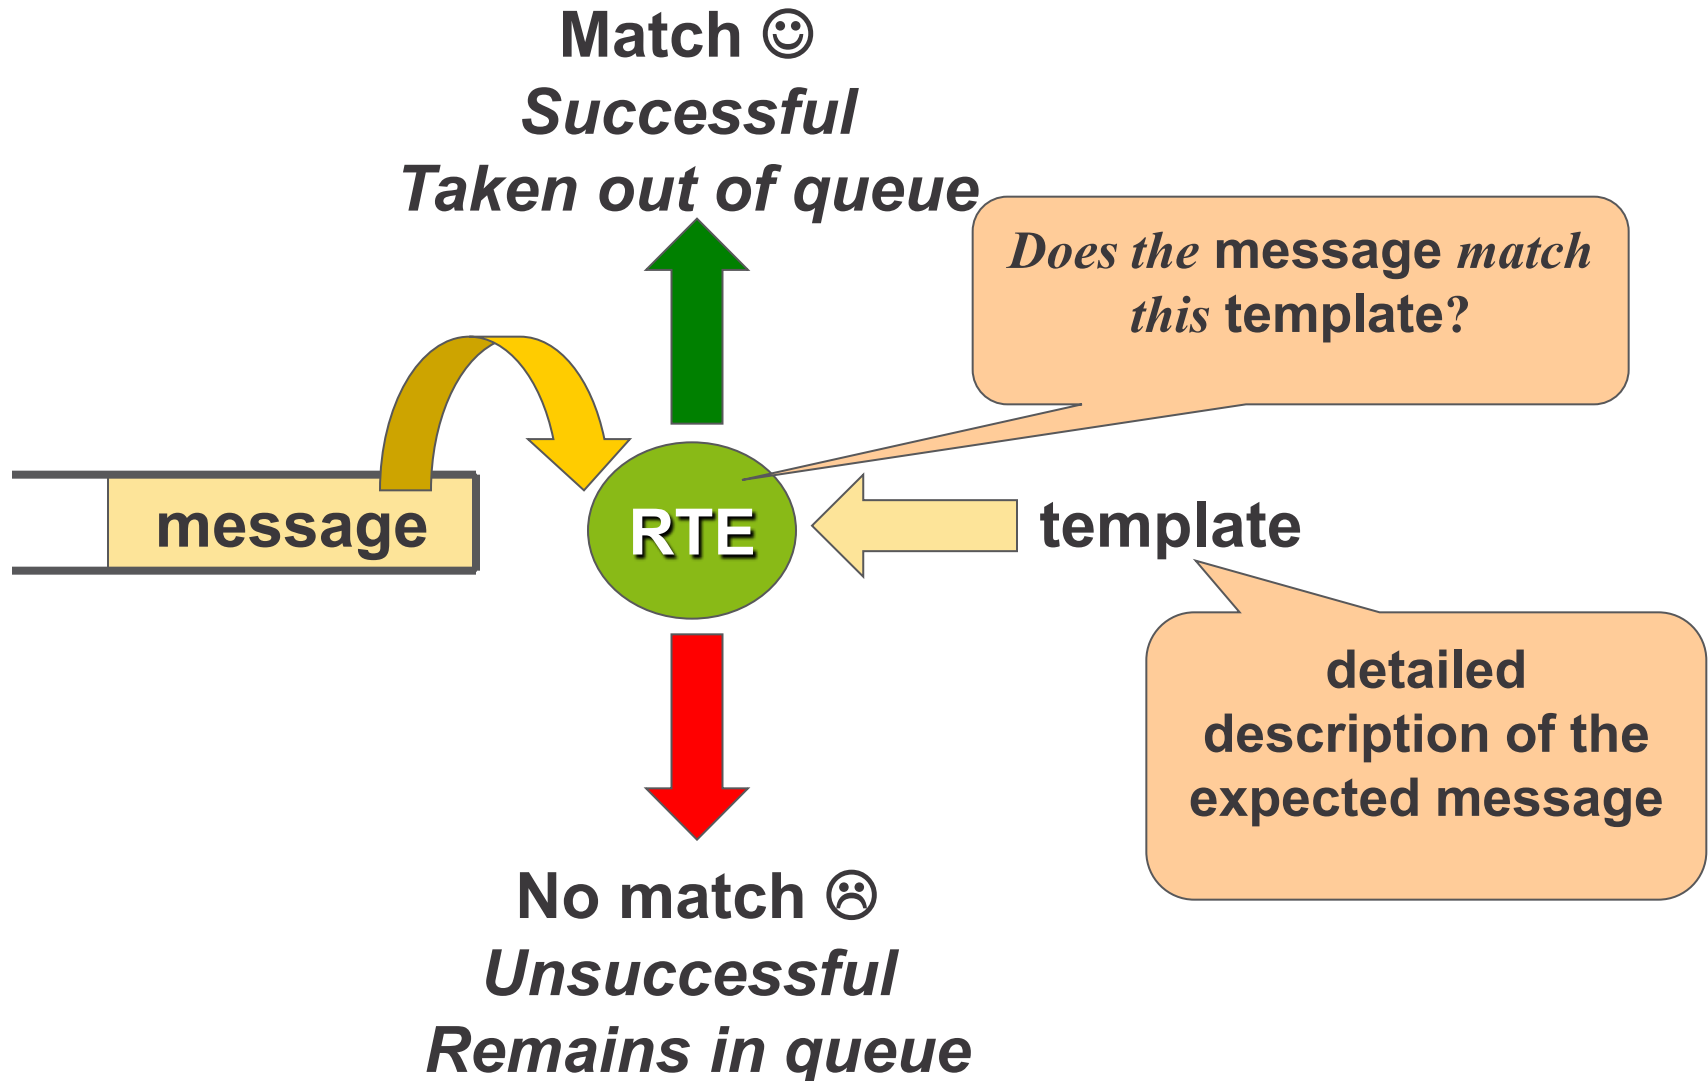 Match ☺
Successful
Taken out of queue
Does the message match
this template?
message
RTE
template
detailed
description of the
expected message
No match ☹
Unsuccessful
Remains in queue